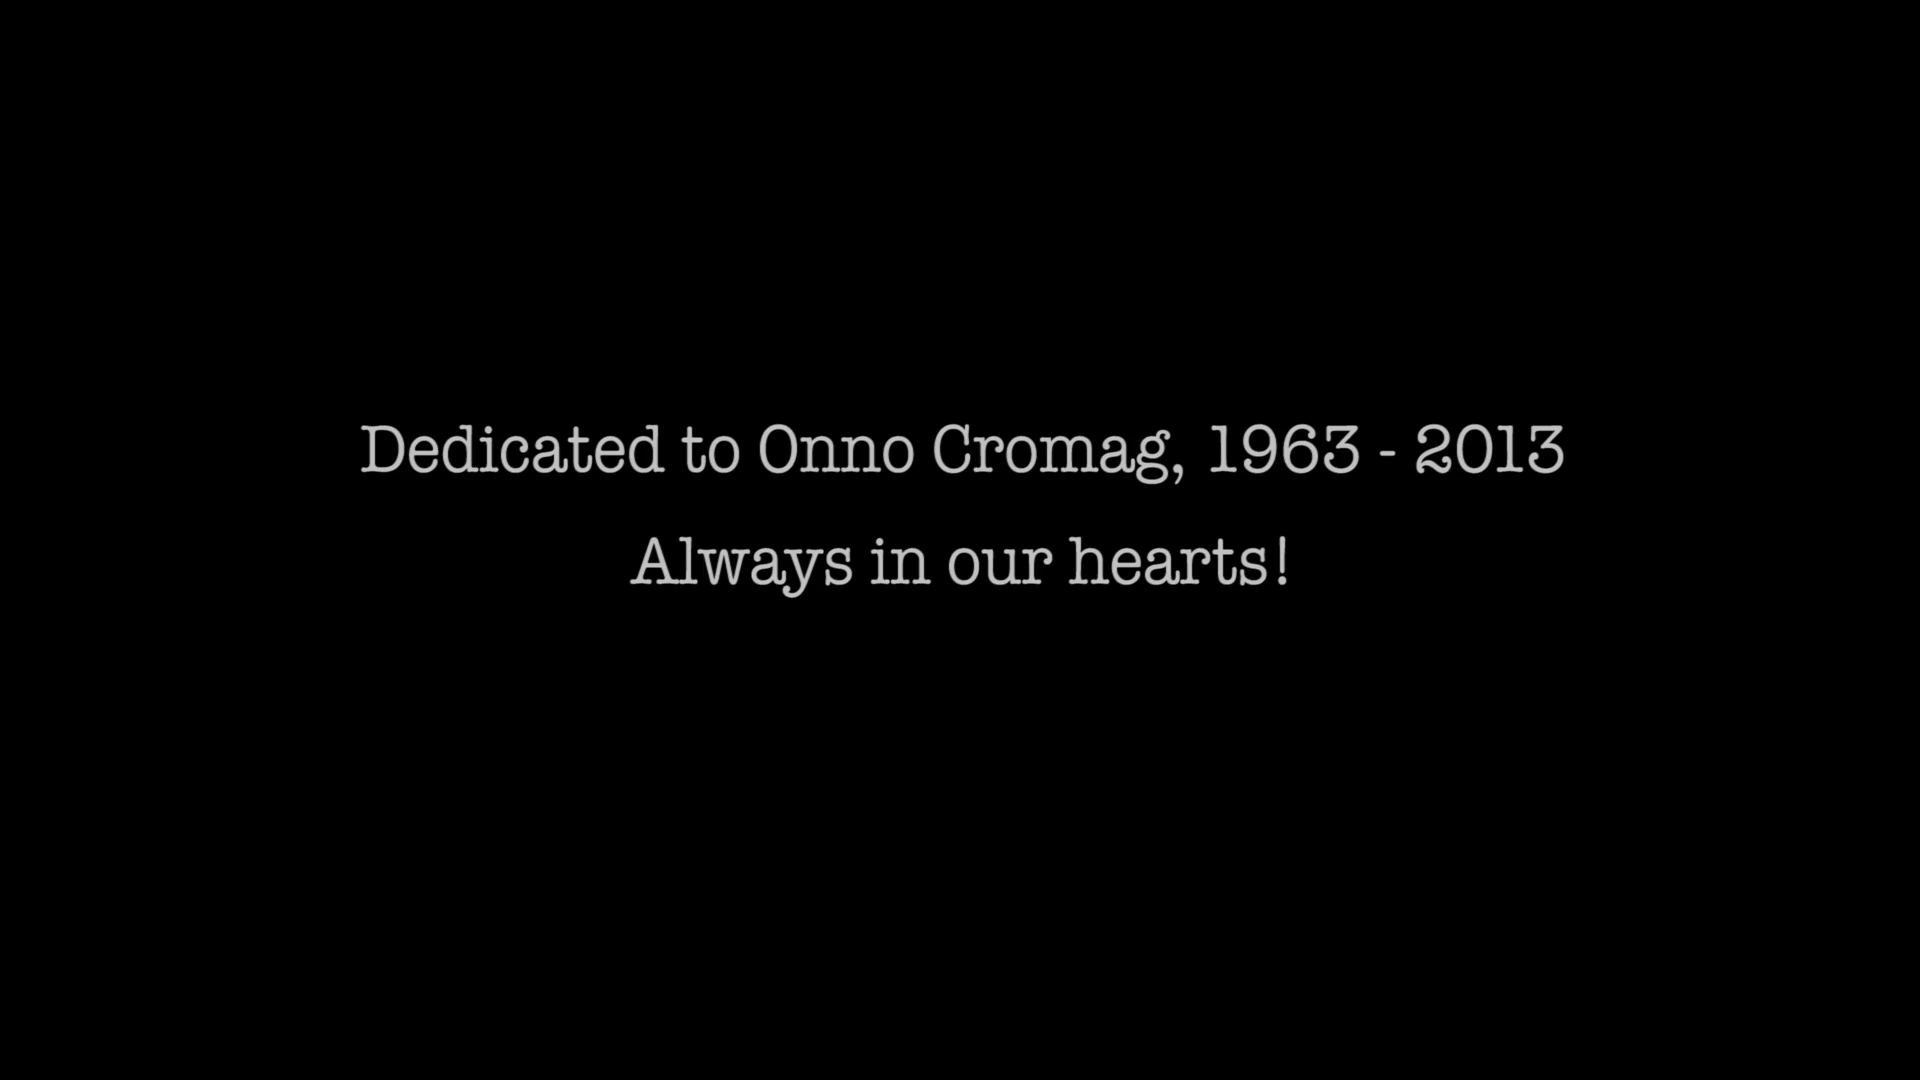 Dedicated to Onno Cromag, 1963 - 2013
Always in our hearts!